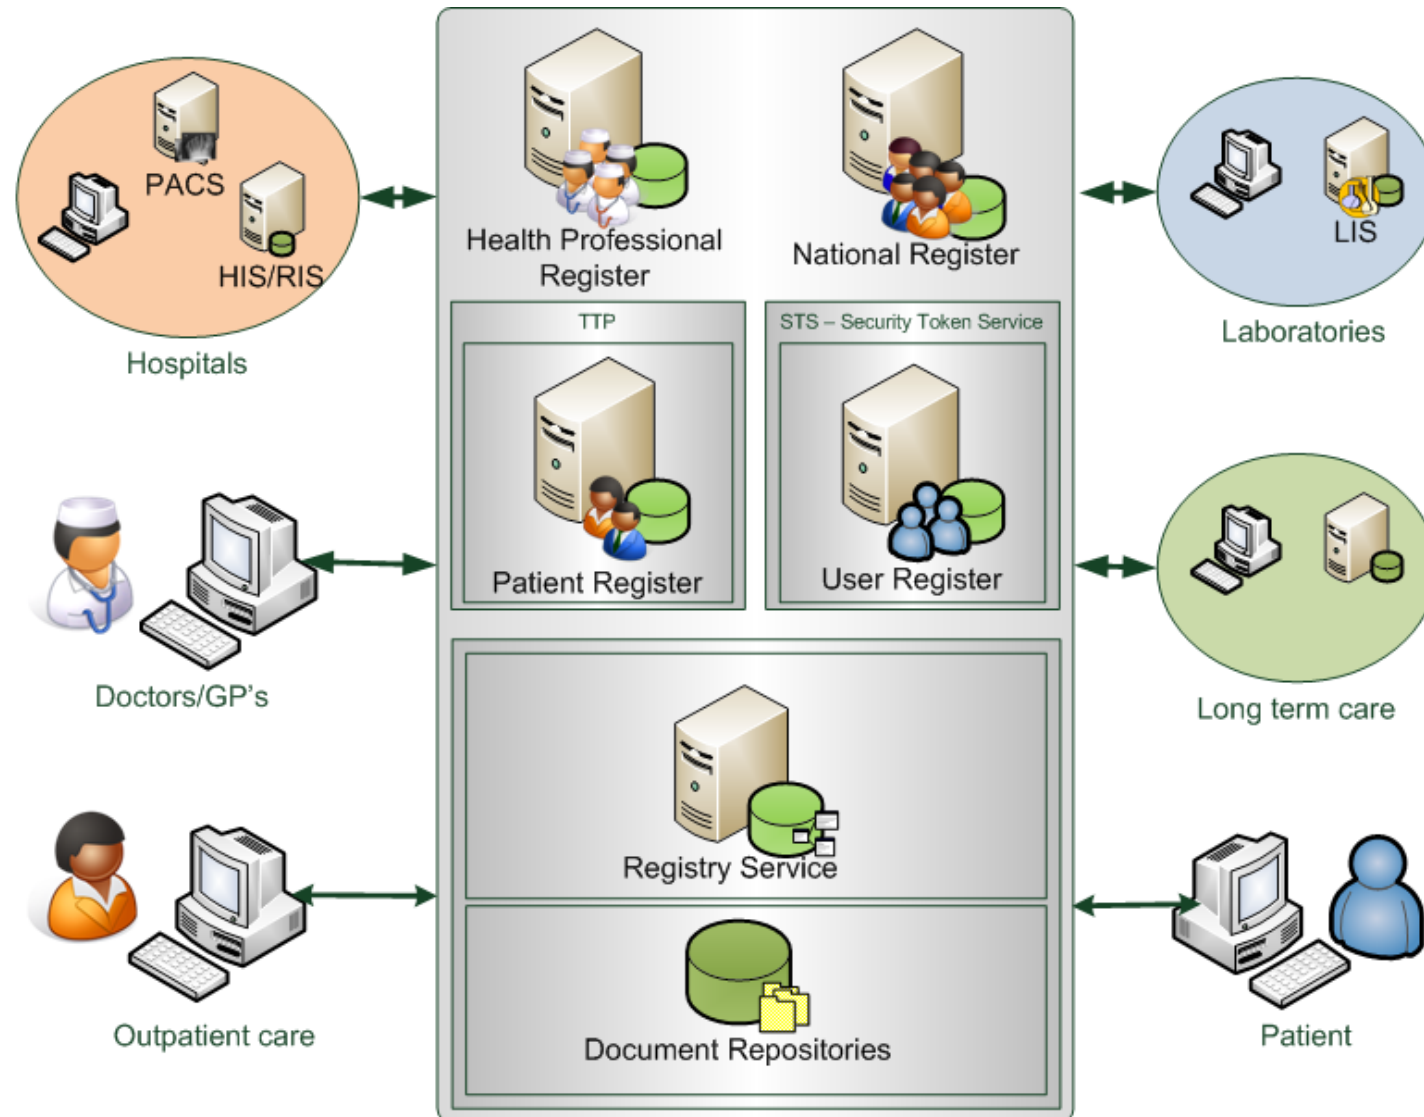 PACS
HIS/RIS
Hospitals
Health Professional
Register
National Register
LIS
Laboratories
TTP
STS – Security Token Service
Patient Register
User Register
Doctors/GP's
Long term care
Registry Service
Outpatient care
Document Repositories
Patient